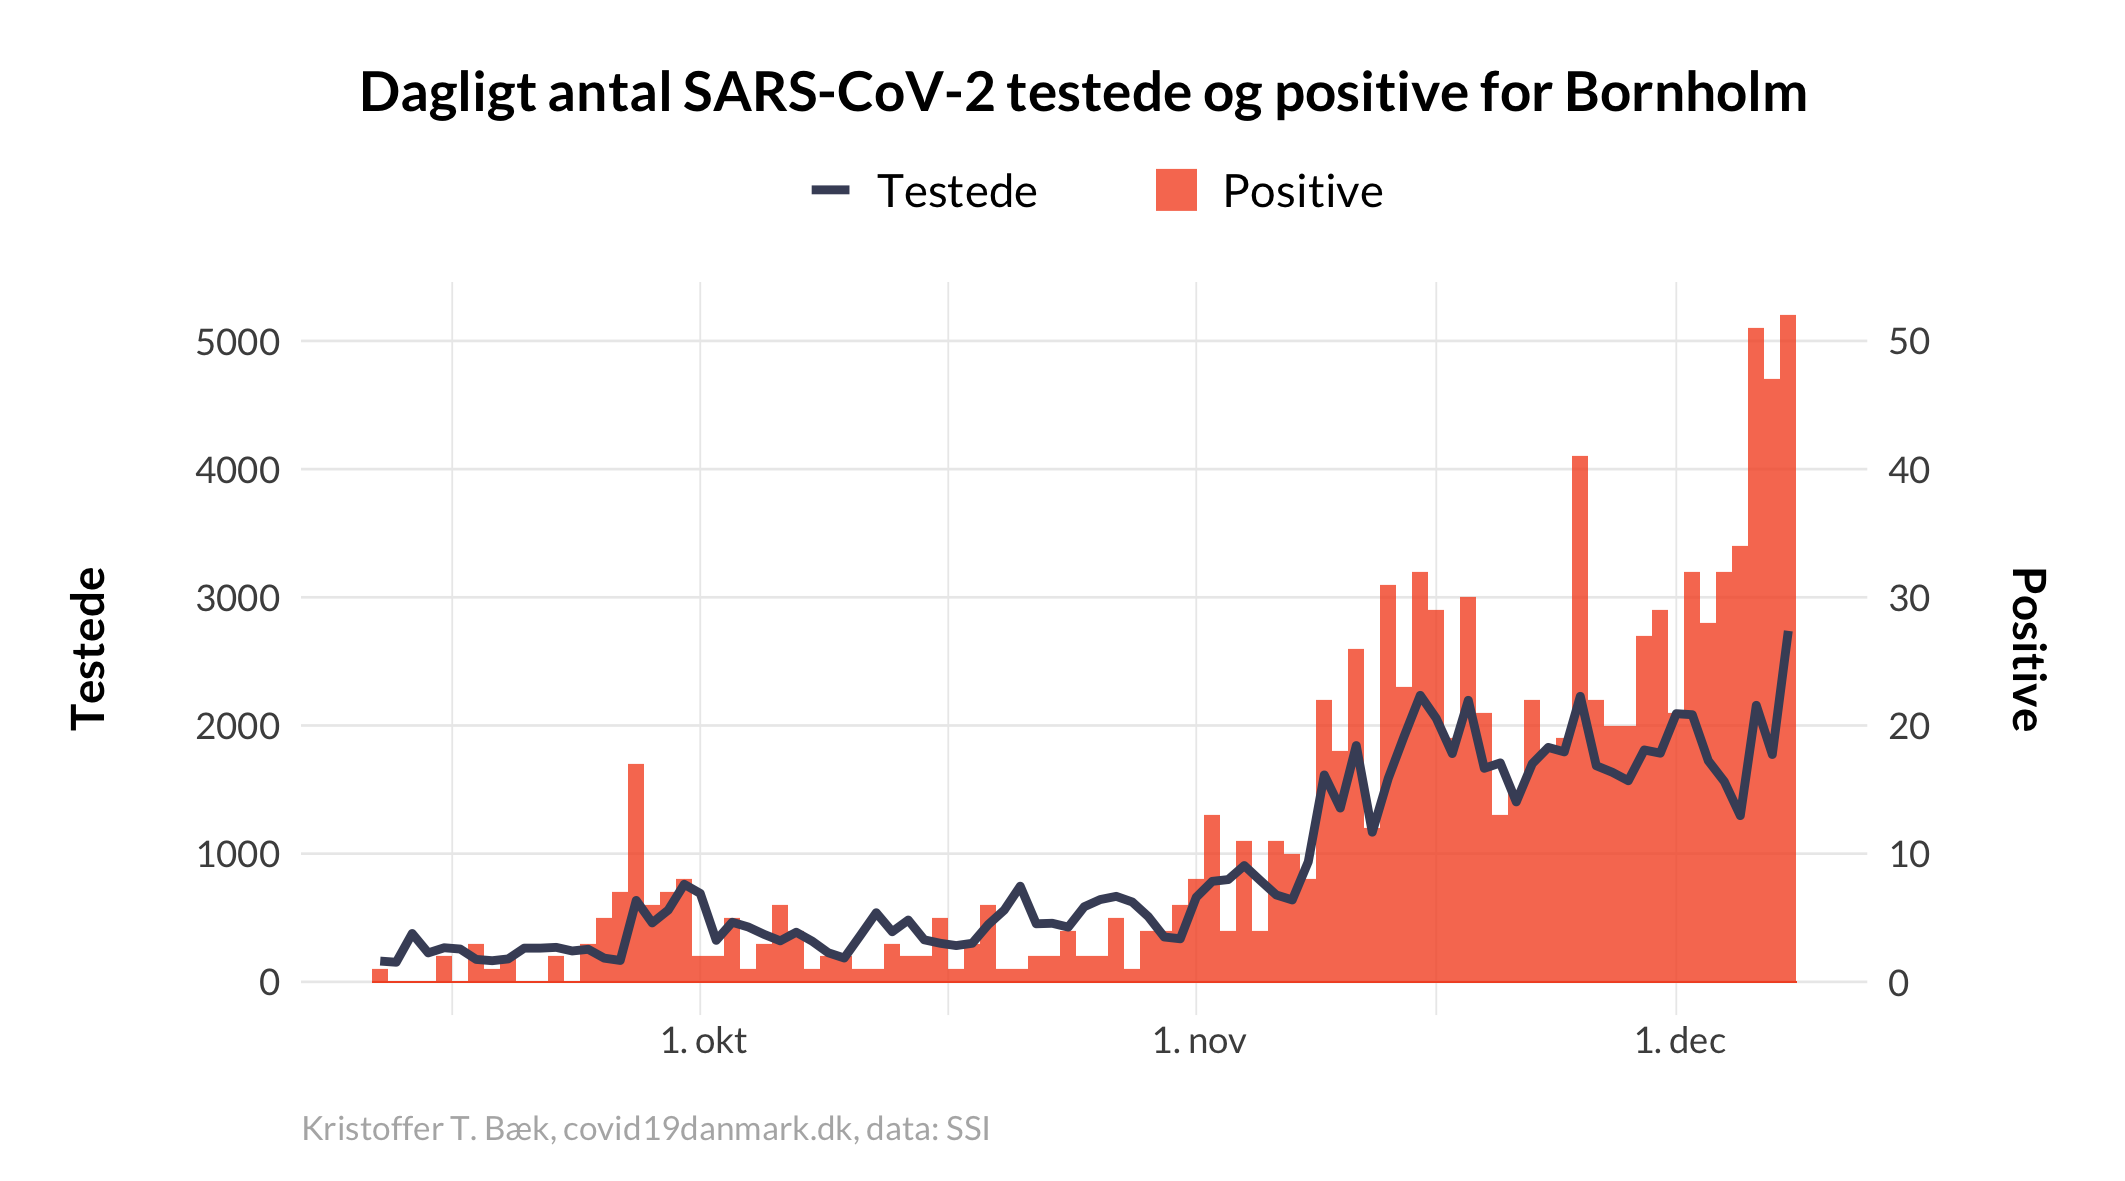 Dagligt antal SARS-CoV-2 testede og positive for Bornholm
Testede
Positive
5000
4000
3000
2000
1000
0
50
40
30
20
10
0
Testede
Positive
1. okt
1. nov
1. dec
Kristoffer T. Bæk, covid19danmark.dk, data: SSI